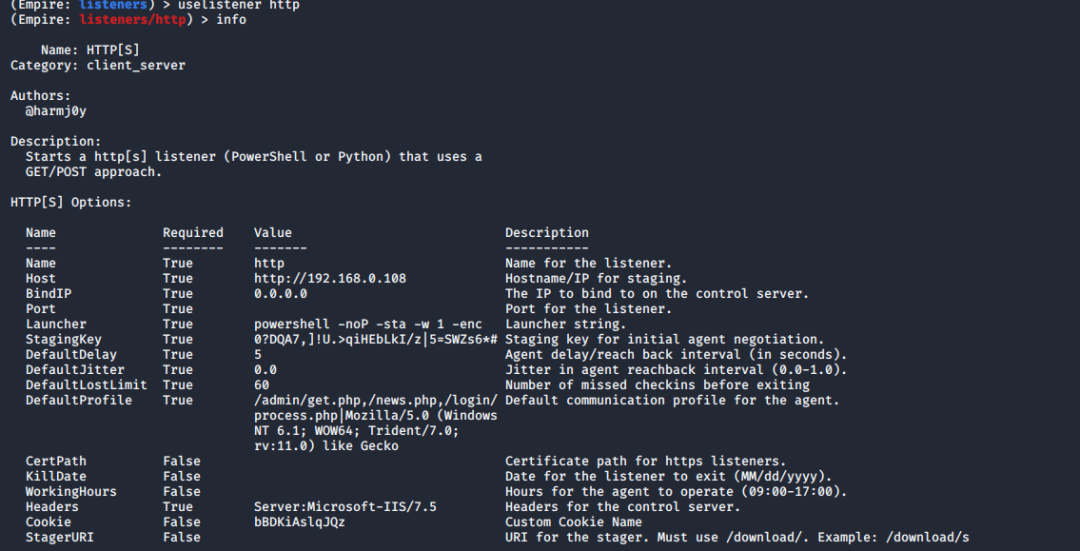 (Empire: listeners) > uselistener http
(Empire: listeners/http) > info
Name: HTTP[S]
Category: client_server
Authors:
@harmj0y
Description:
Starts a http[s] listener (PowerShell or Python) that uses a
GET/POST approach.
HTTP[S] Options:
Name Required Value Description
---- -------- ------- -----------
Name True http Name for the listener.
Host True http://192.168.0.108 Hostname/IP for staging.
BindIP True 0.0.0.0 The IP to bind to on the control server.
Port True Port for the listener.
Launcher True powershell -noP -sta -w 1 -enc Launcher string.
StagingKey True 0?DQA7,]!U.>qiHEbLkI/z|5=SWZs6*# Staging key for initial agent negotiation.
DefaultDelay True 5 Agent delay/reach back interval (in seconds).
DefaultJitter True 0.0 Jitter in agent reachback interval (0.0-1.0).
DefaultLostLimit True 60 Number of missed checkins before exiting
DefaultProfile True /admin/get.php,/news.php,/login/ Default communication profile for the agent.
process.php|Mozilla/5.0 (Windows
NT 6.1; WOW64; Trident/7.0;
rv:11.0) like Gecko
CertPath False Certificate path for https listeners.
KillDate False Date for the listener to exit (MM/dd/yyyy).
WorkingHours False Hours for the agent to operate (09:00-17:00).
Headers True Server:Microsoft-IIS/7.5 Headers for the control server.
Cookie False bBDKiAslqJQz Custom Cookie Name
StagerURI False URI for the stager. Must use /download/. Example: /download/s